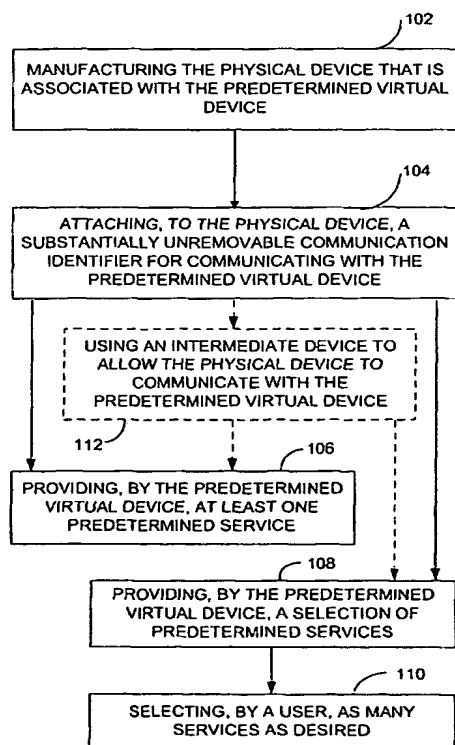 102
MANUFACTURING THE PHYSICAL DEVICE THAT IS
ASSOCIATED WITH THE PREDETERMINED VIRTUAL
DEVICE
104
ATTACHING, TO THE PHYSICAL DEVICE, A
SUBSTANTIALLY UNREMOVABLE COMMUNICATION
IDENTIFIER FOR COMMUNICATING WITH THE
PREDETERMINED VIRTUAL DEVICE
USING AN INTERMEDIATE DEVICE TO
ALLOW THE PHYSICAL DEVICE TO
COMMUNICATE WITH THE
PREDETERMINED VIRTUAL DEVICE
112
106
PROVIDING, BY THE PREDETERMINED
VIRTUAL DEVICE, AT LEAST ONE
PREDETERMINED SERVICE
108
PROVIDING, BY THE PREDETERMINED
VIRTUAL DEVICE, A SELECTION OF
PREDETERMINED SERVICES
110
SELECTING, BY A USER, AS MANY
SERVICES AS DESIRED